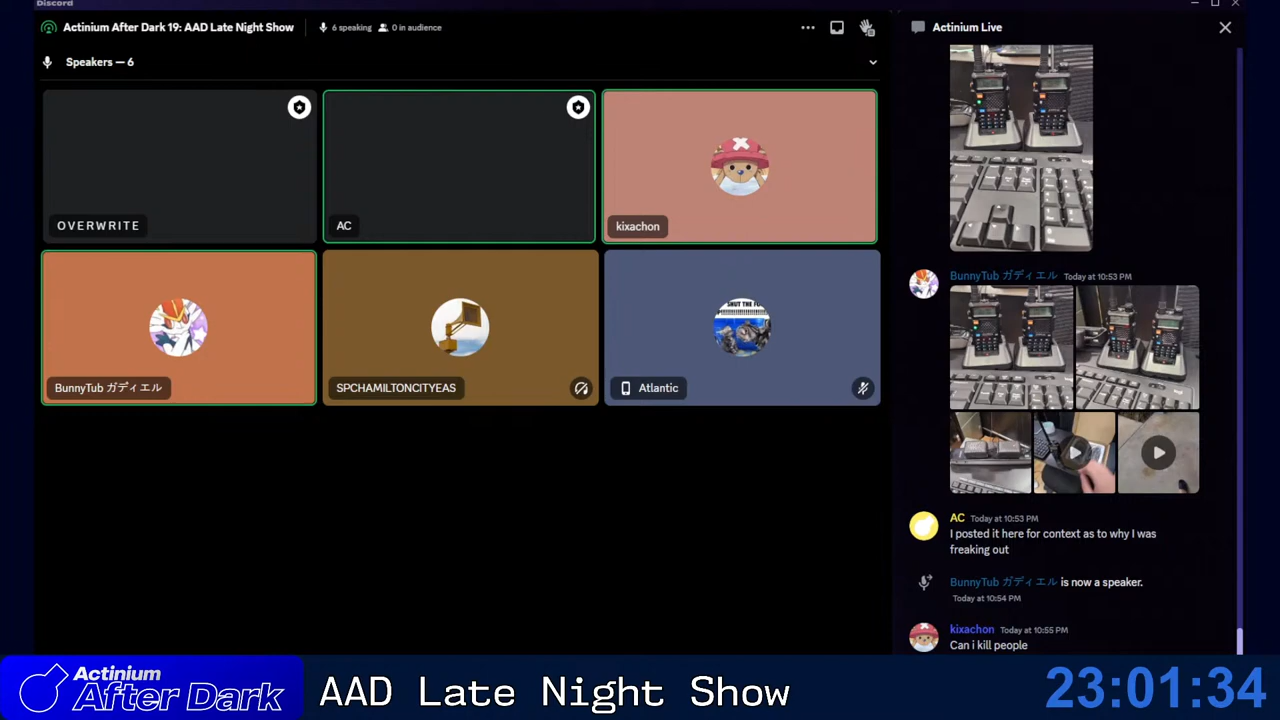 Discord
Actinium After Dark 19: AAD Late Night Show
6 speaking
0 in audience
Actinium Live
Speakers — 6
OVERWRITE
AC
kixachon
BunnyTub ガディエル
SPCHAMILTONCITYEAS
Atlantic
BunnyTub ガディエル Today at 10:53 PM
AC Today at 10:53 PM
I posted it here for context as to why I was
freaking out
BunnyTub ガディエル is now a speaker.
Today at 10:54 PM
kixachon Today at 10:55 PM
Can i kill people
Actinium
After Dark
AAD Late Night Show
23:01:34